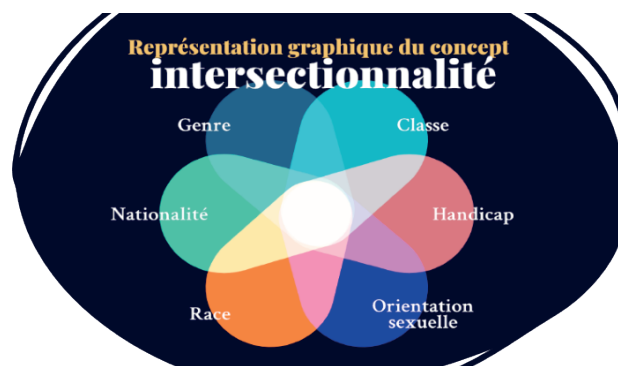 Représentation graphique du concept
intersectionnalité
Genre
Classe
Nationalité
Handicap
Race
Orientation
sexuelle